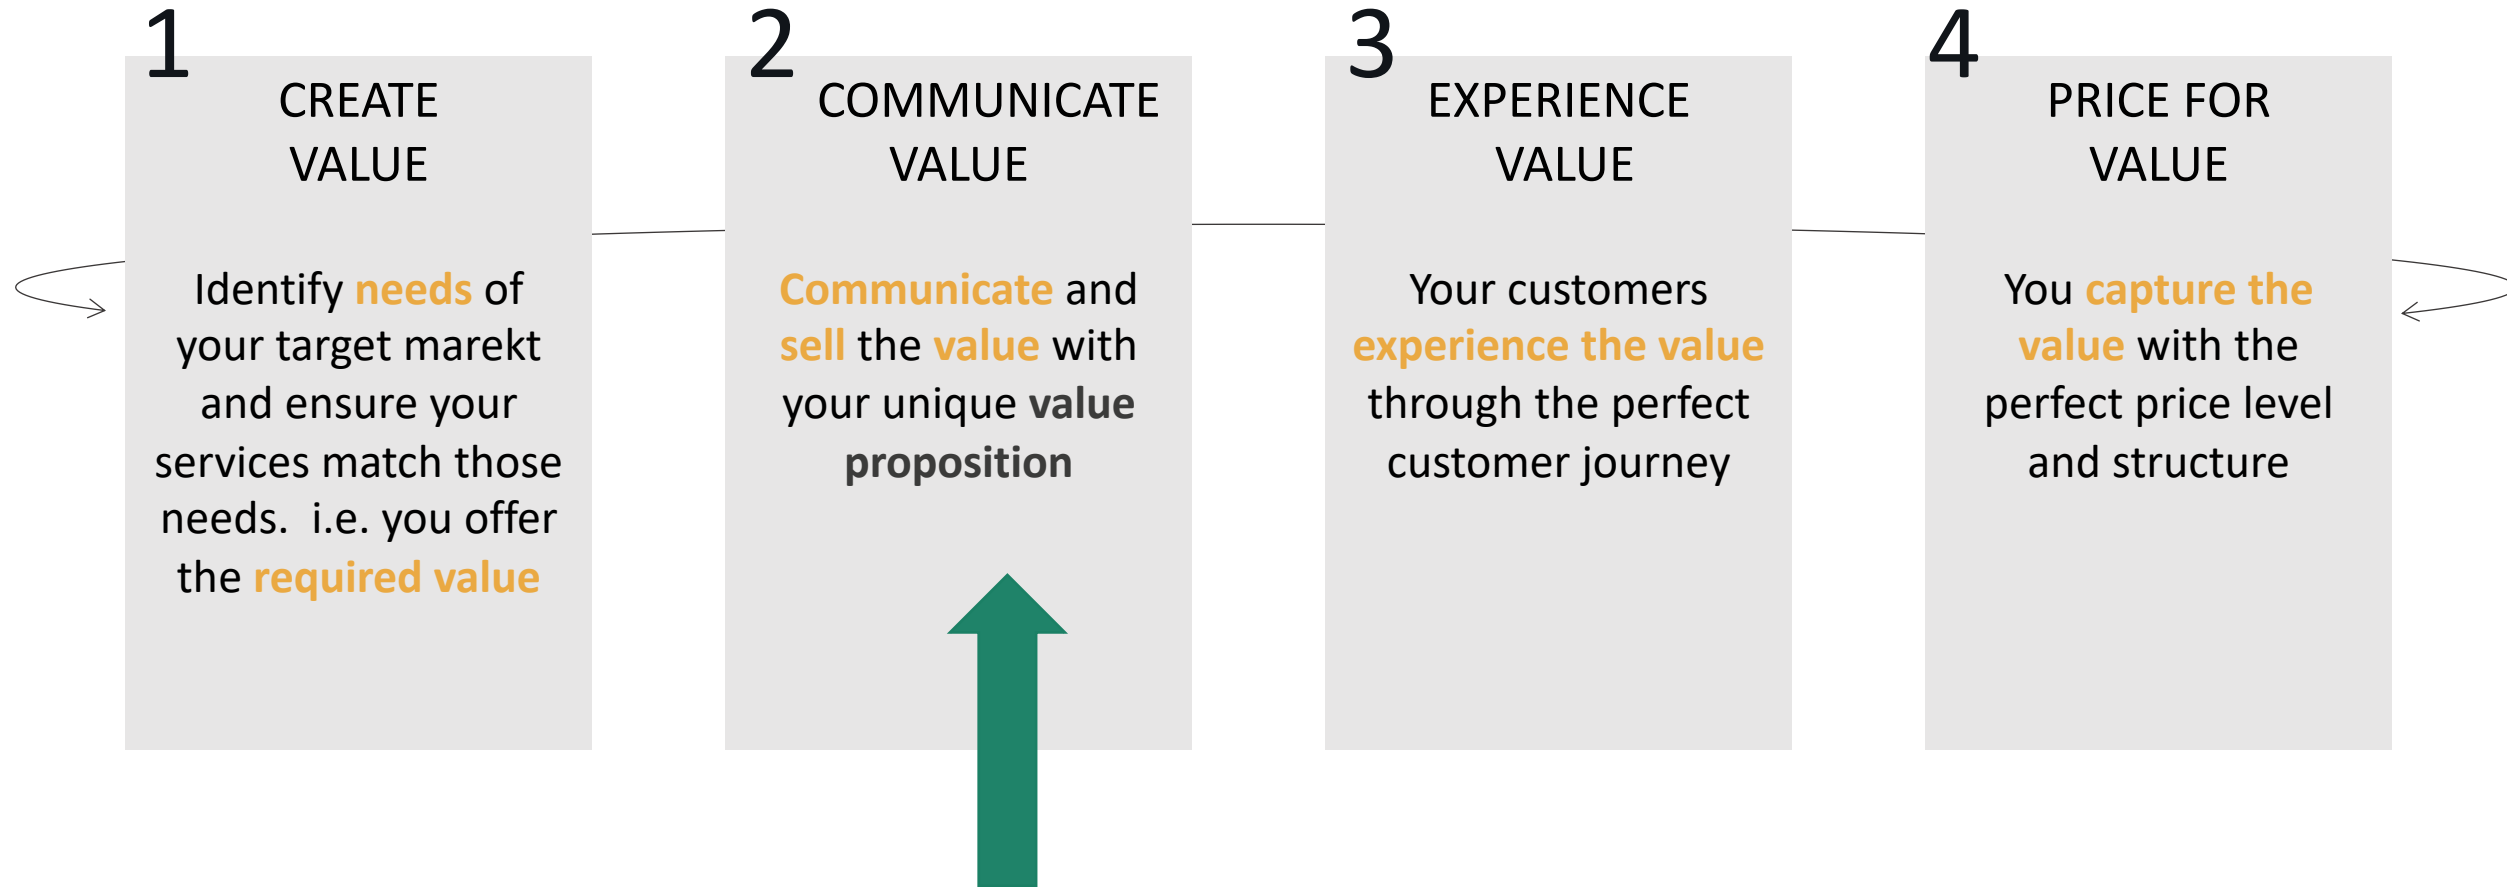 1
CREATE
VALUE
Identify needs of
your target marekt
and ensure your
services match those
needs.  i.e. you offer
the required value
2
COMMUNICATE
VALUE
Communicate and
sell the value with
your unique value
proposition
3
EXPERIENCE
VALUE
Your customers
experience the value
through the perfect
customer journey
4
PRICE FOR
VALUE
You capture the
value with the
perfect price level
and structure